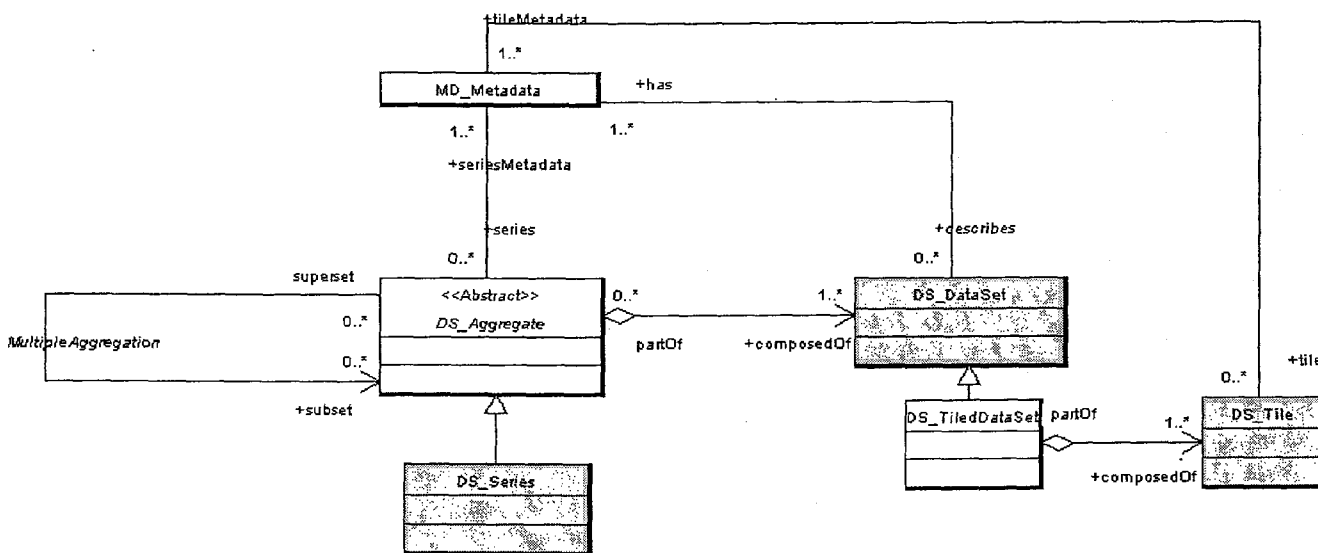 +tileMetadata
1..*
MD_Metadata
+has
1..*
1..*
+seriesMetadata
+series
+describes
0..*
0..*
superset
<<Abstract>>
DS_Aggregate
0..*
1..*
DS_DataSet
0..*
MultipleAggregation
partOf
+composedOf
0..*
+subset
+tile
0..*
DS_TiledDataSet
partOf
1..*
DS_Tile
+composedOf
DS_Series